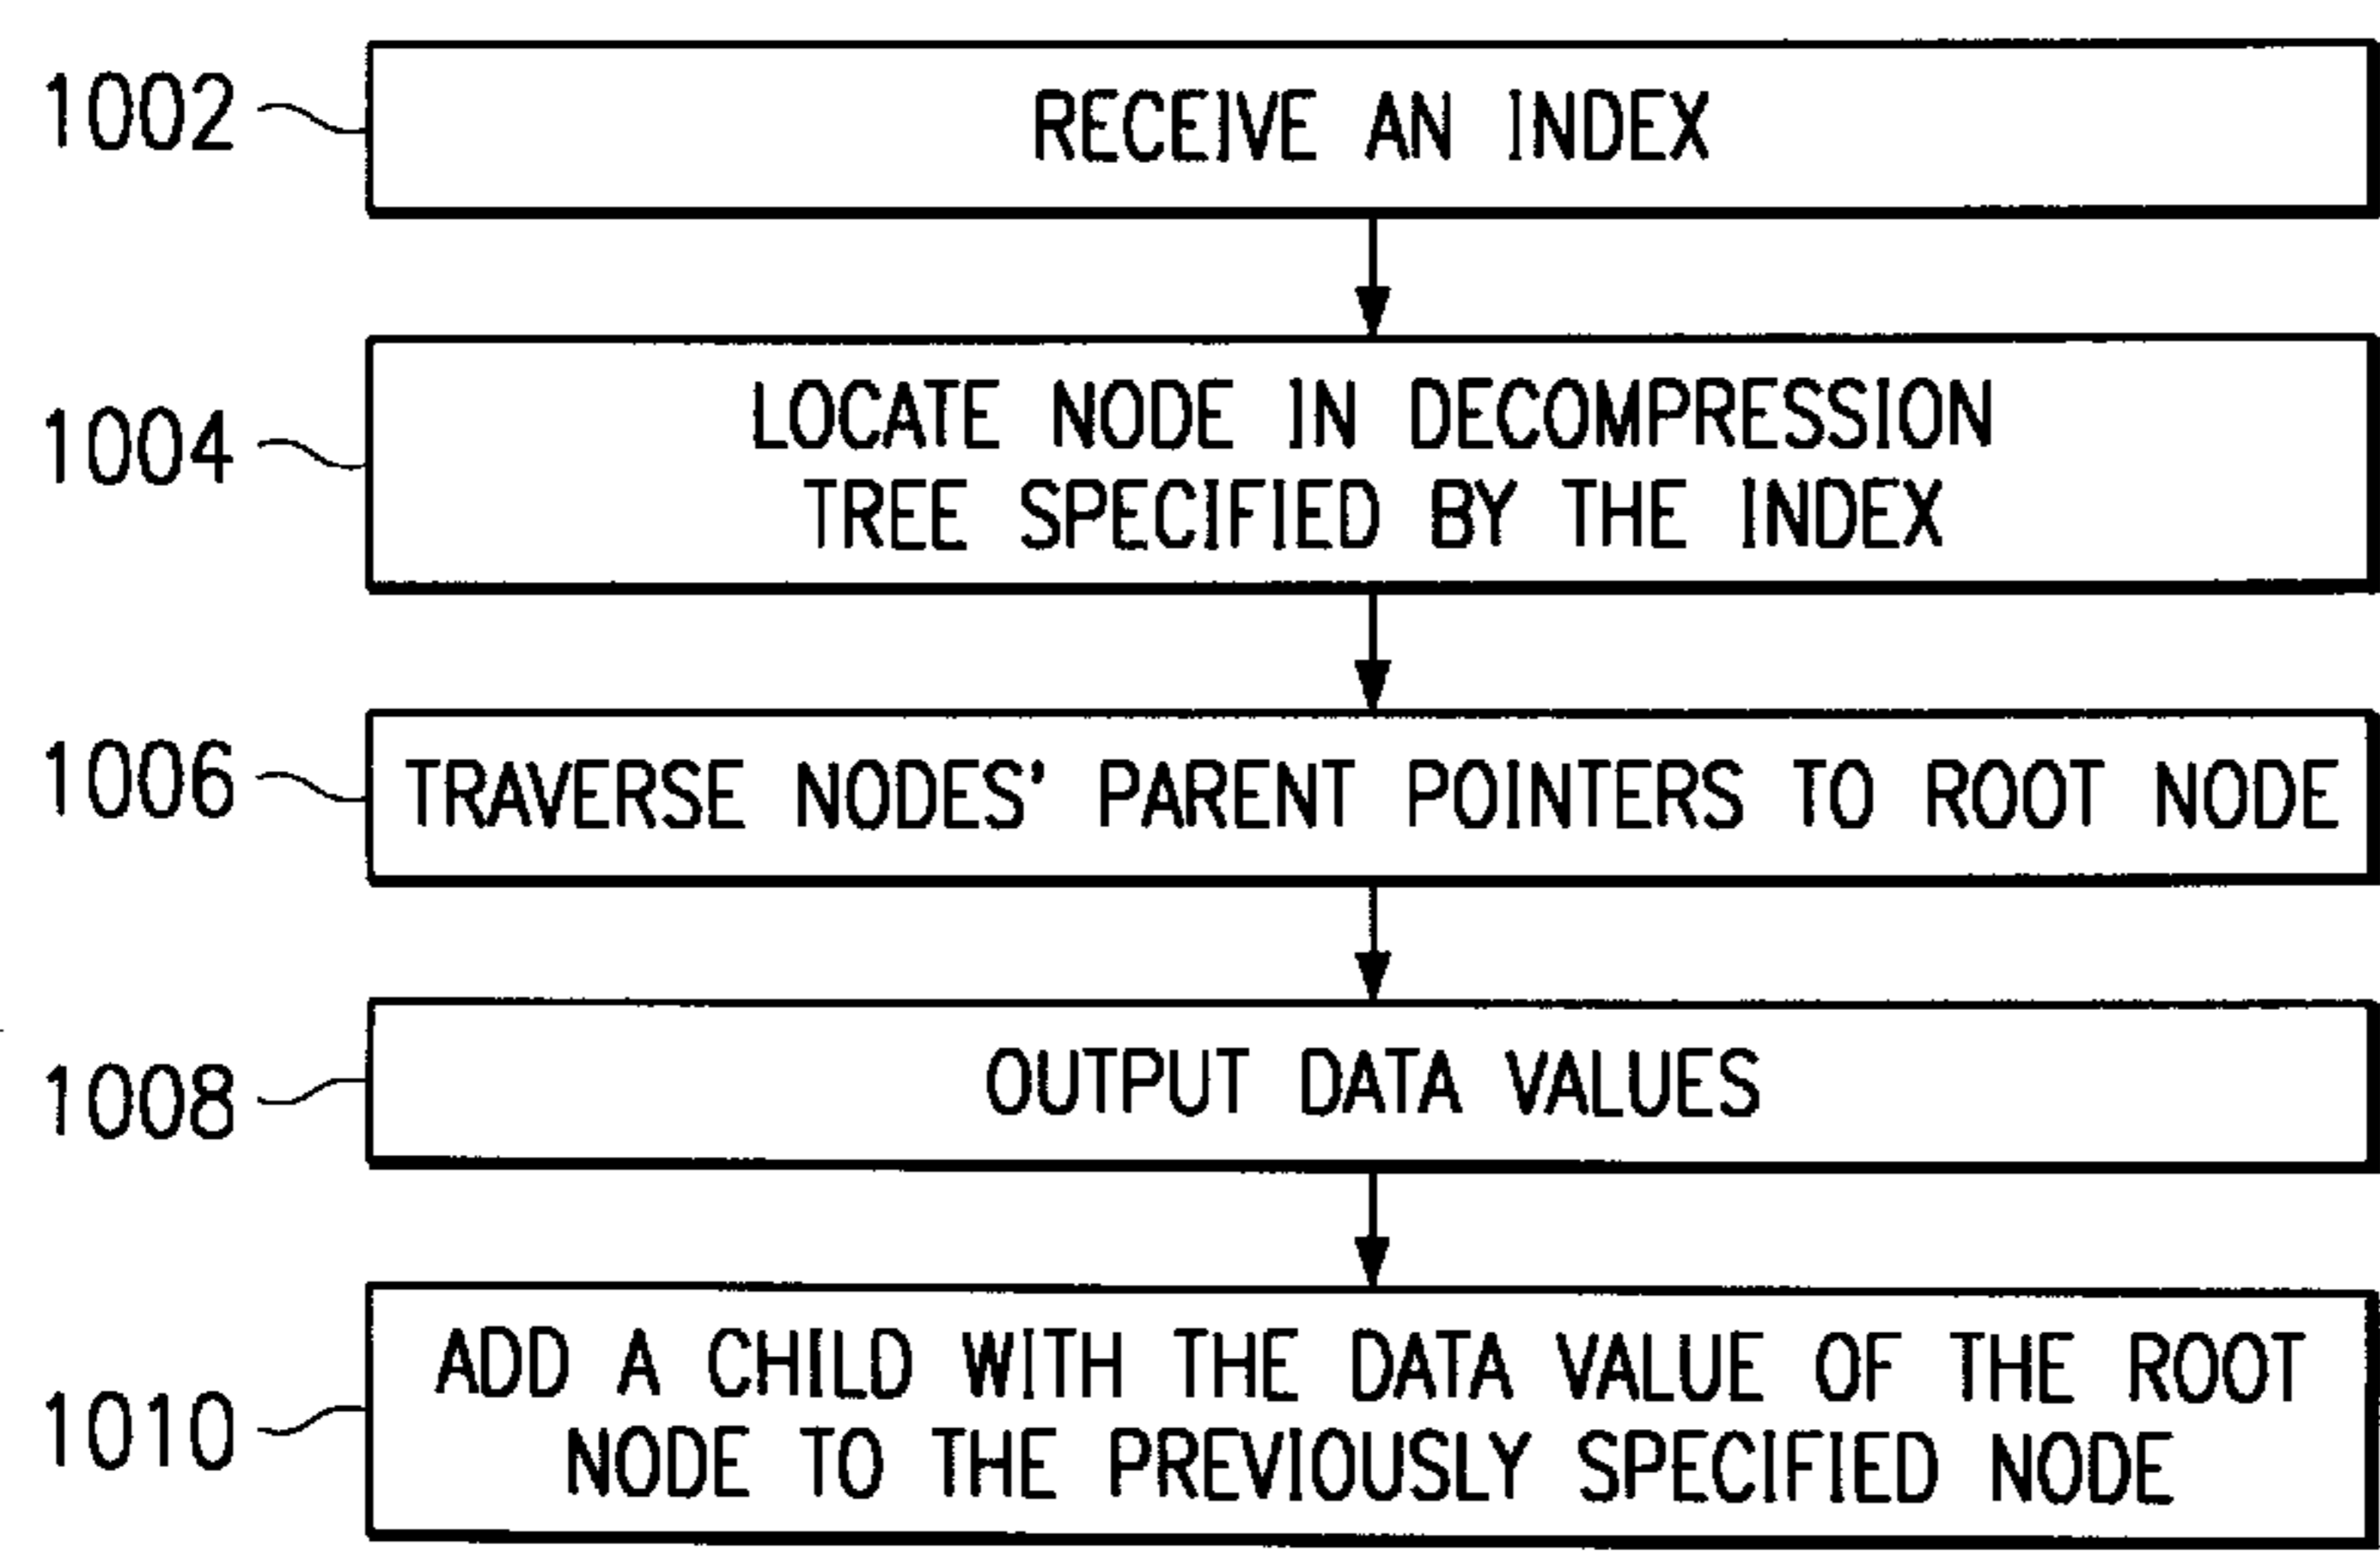 1002
RECEIVE AN INDEX
1004
LOCATE NODE IN DECOMPRESSION
TREE SPECIFIED BY THE INDEX
1006
TRAVERSE NODES' PARENT POINTERS TO ROOT NODE
1008
OUTPUT DATA VALUES
1010
ADD A CHILD WITH THE DATA VALUE OF THE ROOT
NODE TO THE PREVIOUSLY SPECIFIED NODE